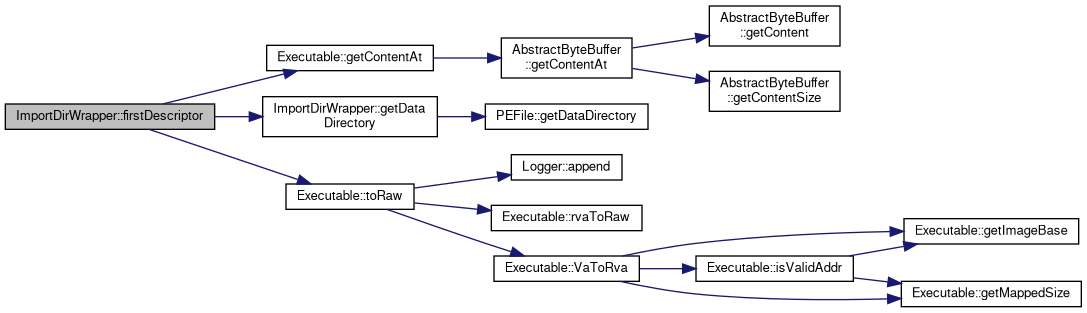 AbstractByteBuffer
::getContent
Executable::getContentAt
AbstractByteBuffer
::getContentAt
AbstractByteBuffer
::getContentSize
ImportDirWrapper::firstDescriptor
ImportDirWrapper::getData
Directory
PEFile::getDataDirectory
Logger::append
Executable::toRaw
Executable::rvaToRaw
Executable::getImageBase
Executable::VaToRva
Executable::isValidAddr
Executable::getMappedSize